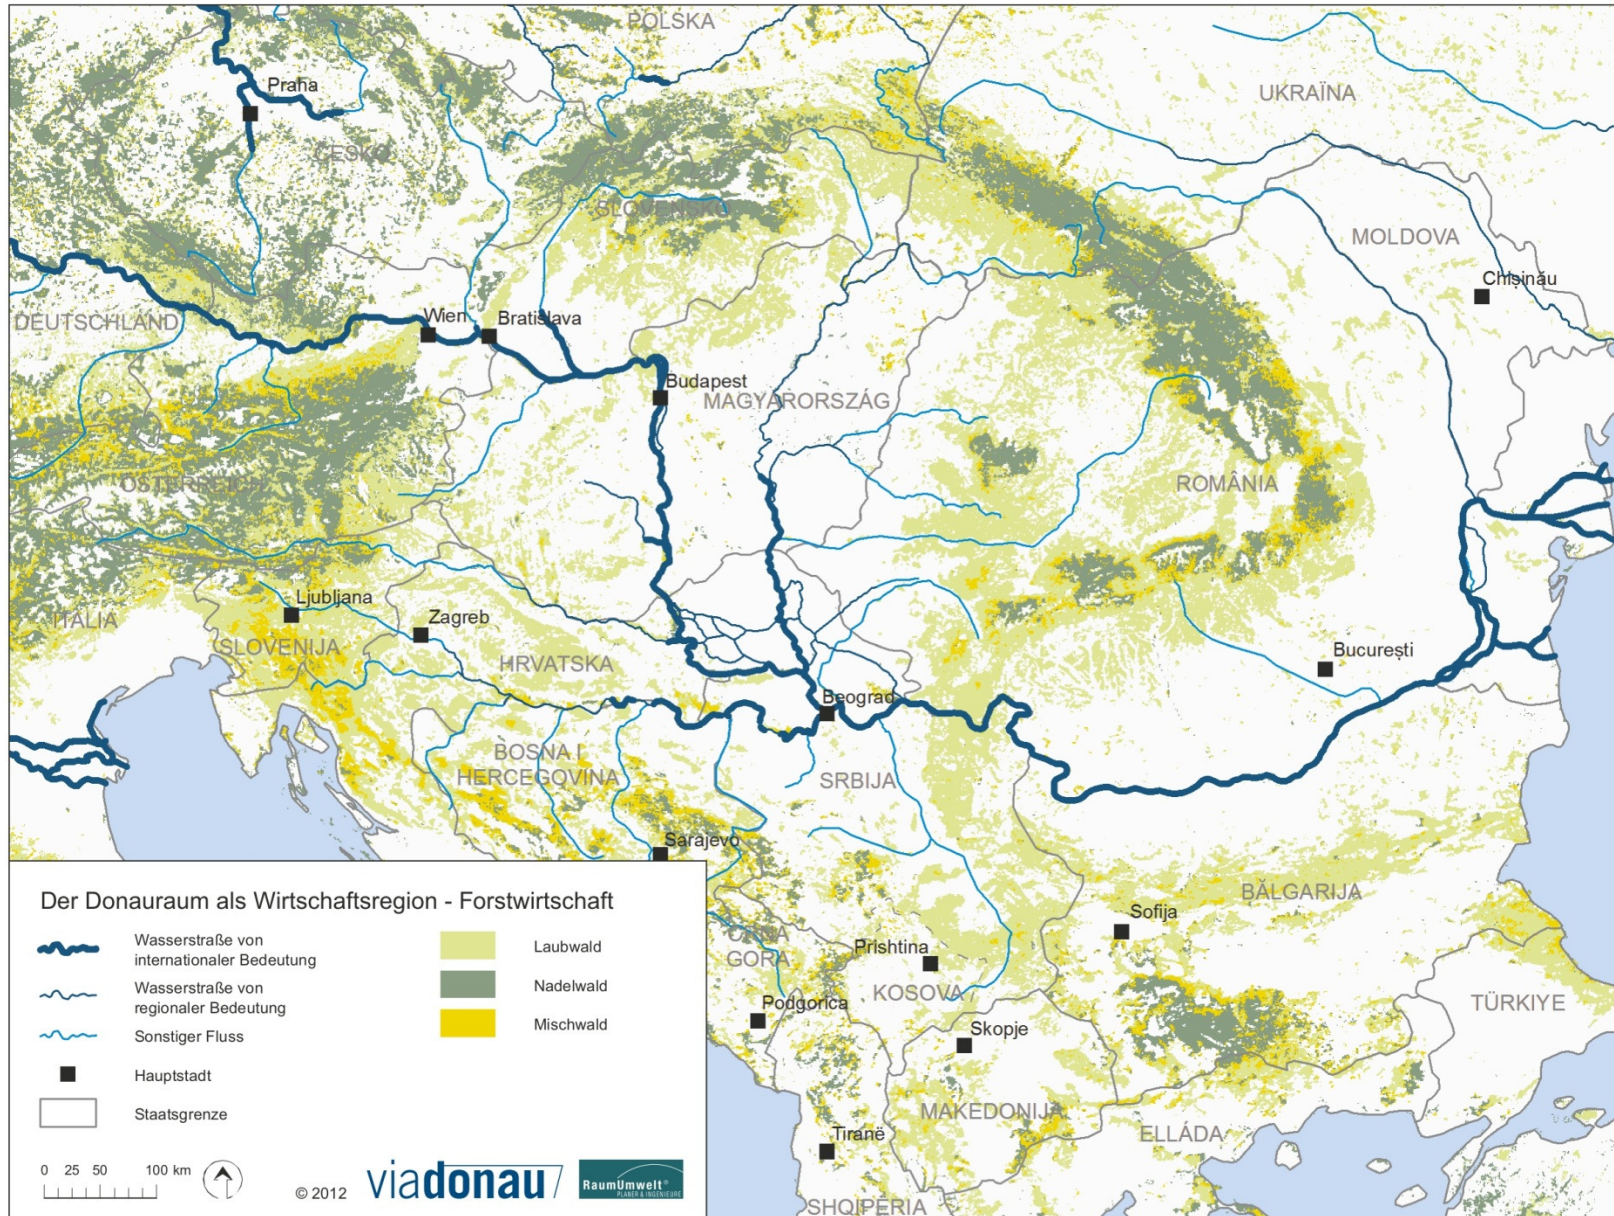 POLSKA
Praha
UKRAÏNA
ČESKO
SLOVENSKO
MOLDOVA
Chișinău
DEUTSCHLAND
Wien
Bratislava
Budapest
MAGYARORSZÁG
ÖSTERREICH
ROMÂNIA
Ljubljana
ITALIA
Zagreb
SLOVENIJA
HRVATSKA
București
Beograd
BOSNA I
HERCEGOVINA
SRBIJA
Sarajevo
BĂLGARIJA
Sofija
CRNA
GORA
Prishtina
KOSOVA
Podgorica
TÜRKIYE
Skopje
MAKEDONIJA
Tiranë
ELLÁDA
SHQIPERIA
Der Donauraum als Wirtschaftsregion - Forstwirtschaft
Wasserstraße von
internationaler Bedeutung
Wasserstraße von
regionaler Bedeutung
Sonstiger Fluss
Hauptstadt
Staatsgrenze
Laubwald
Nadelwald
Mischwald
0 25 50 100 km
© 2012
viadonau
RaumUmwelt®
PLANER & INGENIEURE